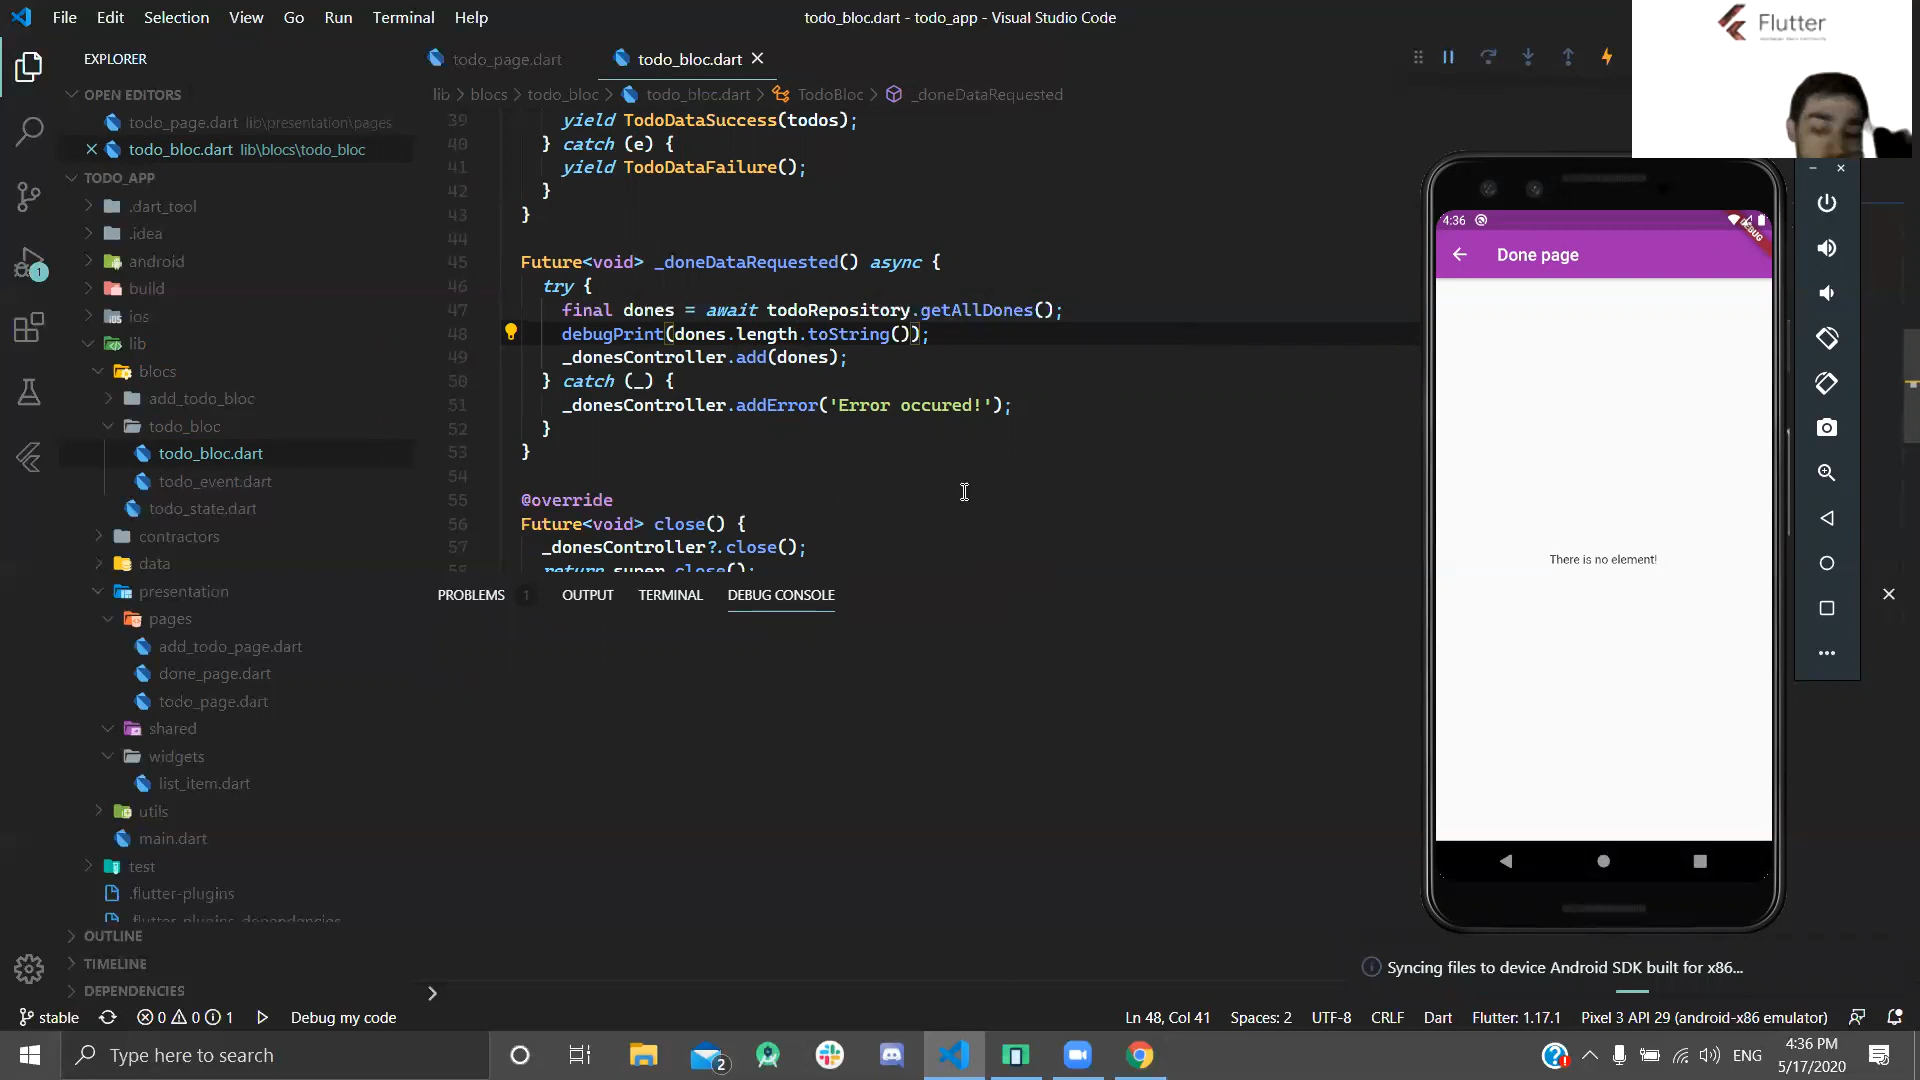 File Edit Selection View Go Run Terminal Help
todo_bloc.dart - todo_app - Visual Studio Code
Flutter
EXPLORER
OPEN EDITORS
todo_page.dart lib\presentation\pages
todo_bloc.dart lib\blocs\todo_bloc
TODO_APP
.dart_tool
.idea
android
build
ios
lib
blocs
add_todo_bloc
todo_bloc
todo_bloc.dart
todo_event.dart
todo_state.dart
contractors
data
presentation
pages
add_todo_page.dart
done_page.dart
todo_page.dart
shared
widgets
list_item.dart
utils
main.dart
test
.flutter-plugins
.flutter-plugins-dependencies
OUTLINE
TIMELINE
DEPENDENCIES
todo_page.dart todo_bloc.dart
lib > blocs > todo_bloc > todo_bloc.dart > TodoBloc > _doneDataRequested
39 yield TodoDataSuccess(todos);
40 } catch (e) {
41 yield TodoDataFailure();
42 }
43 }
44
45 Future<void> _doneDataRequested() async {
46 try {
47 final dones = await todoRepository.getAllDones();
48 debugPrint(dones.length.toString());
49 _donesController.add(dones);
50 } catch (_) {
51 _donesController.addError('Error occured!');
52 }
53 }
54
55 @override
56 Future<void> close() {
57 _donesController?.close();
58 return super.close();
PROBLEMS 1 OUTPUT TERMINAL DEBUG CONSOLE
4:36
DEBUG
Done page
There is no element!
Syncing files to device Android SDK built for x86...
stable 0 0 1 Debug my code
Ln 48, Col 41 Spaces: 2 UTF-8 CRLF Dart Flutter: 1.17.1 Pixel 3 API 29 (android-x86 emulator)
Type here to search
2
ENG
4:36 PM
5/17/2020